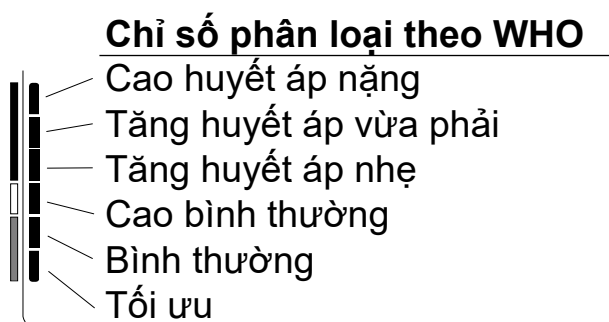 Chỉ số phân loại theo WHO
Cao huyết áp nặng
Tăng huyết áp vừa phải
Tăng huyết áp nhẹ
Cao bình thường
Bình thường
Tối ưu